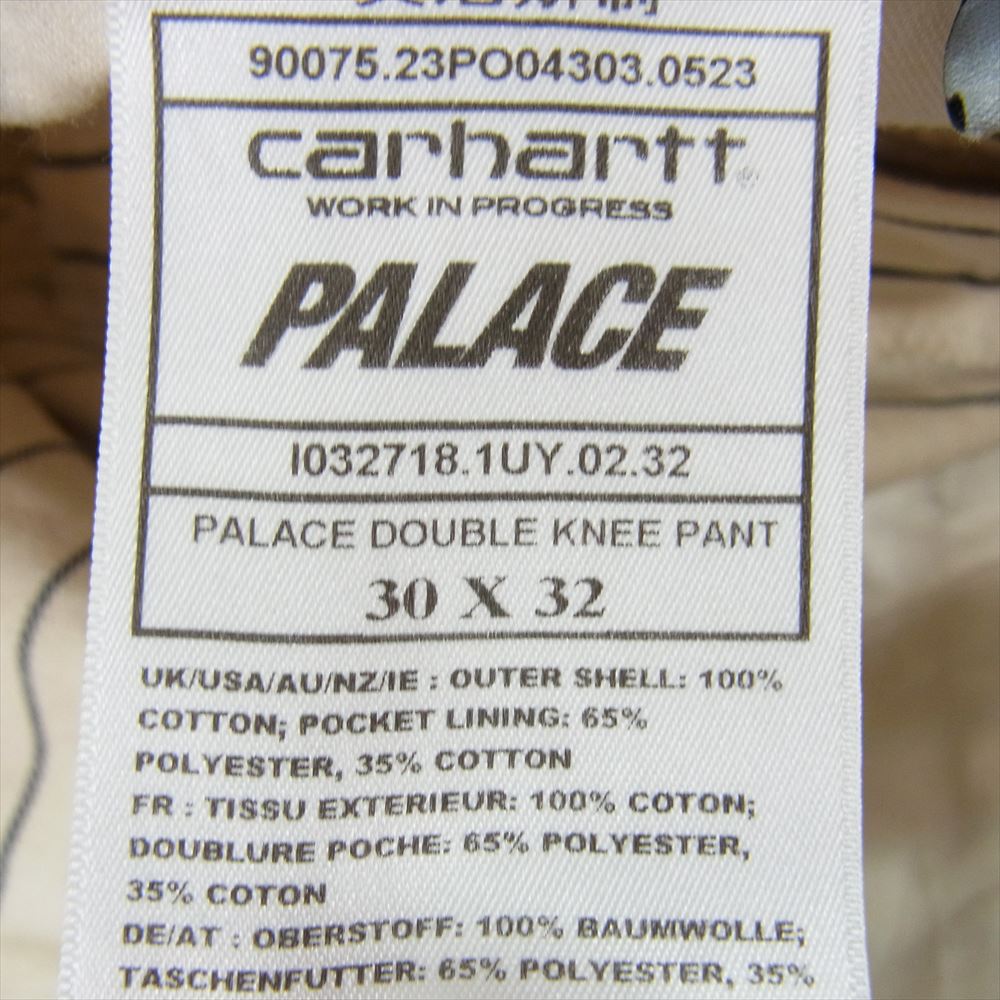 90075.23PO04303.0523
carhartt
WORK IN PROGRESS
PALACE
I032718.1UY.02.32
PALACE DOUBLE KNEE PANT
30 X 32
UK/USA/AU/NZ/IE : OUTER SHELL: 100%
COTTON; POCKET LINING: 65%
POLYESTER, 35% COTTON
FR : TISSU EXTERIEUR: 100% COTON;
DOUBLURE POCHE: 65% POLYESTER,
35% COTON
DE/AT : OBERSTOFF: 100% BAUMWOLLE;
TASCHENFUTTER: 65% POLYESTER, 35%